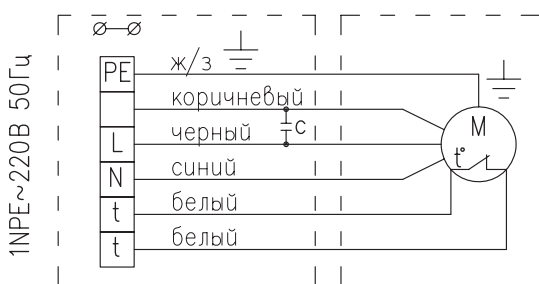 1NPE~220В 50Гц
PE ж/з
коричневый
L черный C
N синий
t белый
t белый
M
t°